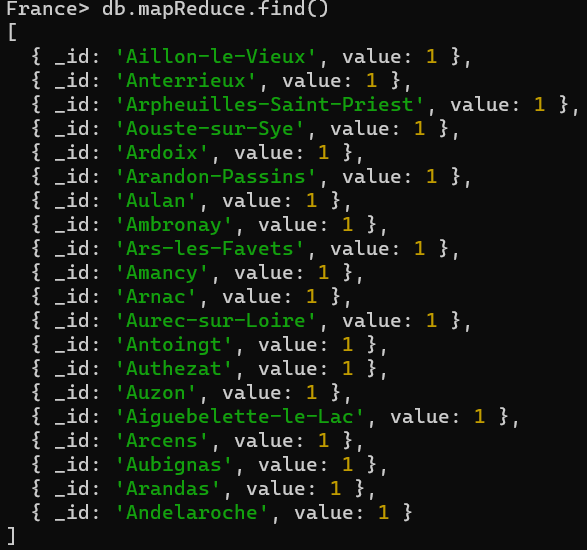 France> db.mapReduce.find()
[
  { _id: 'Aillon-le-Vieux', value: 1 },
  { _id: 'Anterrieux', value: 1 },
  { _id: 'Arpheuilles-Saint-Priest', value: 1 },
  { _id: 'Aouste-sur-Sye', value: 1 },
  { _id: 'Ardoix', value: 1 },
  { _id: 'Arandon-Passins', value: 1 },
  { _id: 'Aulan', value: 1 },
  { _id: 'Ambronay', value: 1 },
  { _id: 'Ars-les-Favets', value: 1 },
  { _id: 'Amancy', value: 1 },
  { _id: 'Arnac', value: 1 },
  { _id: 'Aurec-sur-Loire', value: 1 },
  { _id: 'Antoingt', value: 1 },
  { _id: 'Authezat', value: 1 },
  { _id: 'Auzon', value: 1 },
  { _id: 'Aiguebelette-le-Lac', value: 1 },
  { _id: 'Arcens', value: 1 },
  { _id: 'Aubignas', value: 1 },
  { _id: 'Arandas', value: 1 },
  { _id: 'Andelaroche', value: 1 }
]